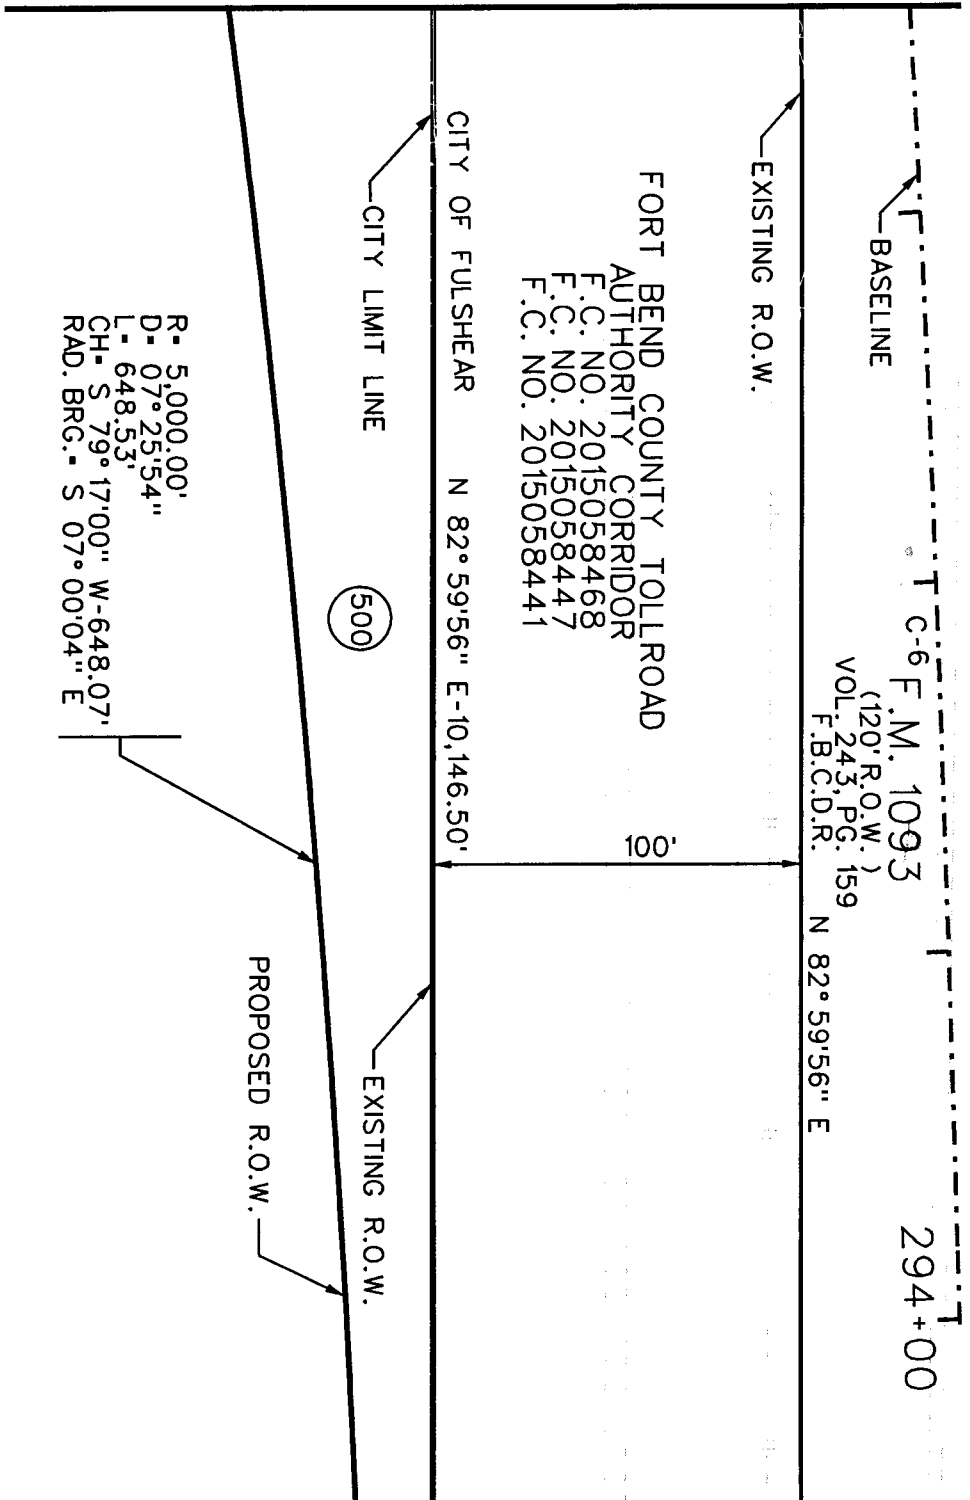 294+00
BASELINE
C-6
F.M. 1093
(120' R.O.W.)
VOL. 243, PG. 159
F.B.C.D.R.
N 82°59'56" E
EXISTING R.O.W.
FORT BEND COUNTY TOLLROAD
AUTHORITY CORRIDOR
F.C. NO. 2015058468
F.C. NO. 2015058447
F.C. NO. 2015058441
100'
CITY OF FULSHEAR
N 82°59'56" E-10,146.50'
CITY LIMIT LINE
500
EXISTING R.O.W.
PROPOSED R.O.W.
R= 5,000.00'
D= 07°25'54"
L= 648.53'
CH= S 79°17'00" W-648.07'
RAD. BRG.= S 07°00'04" E